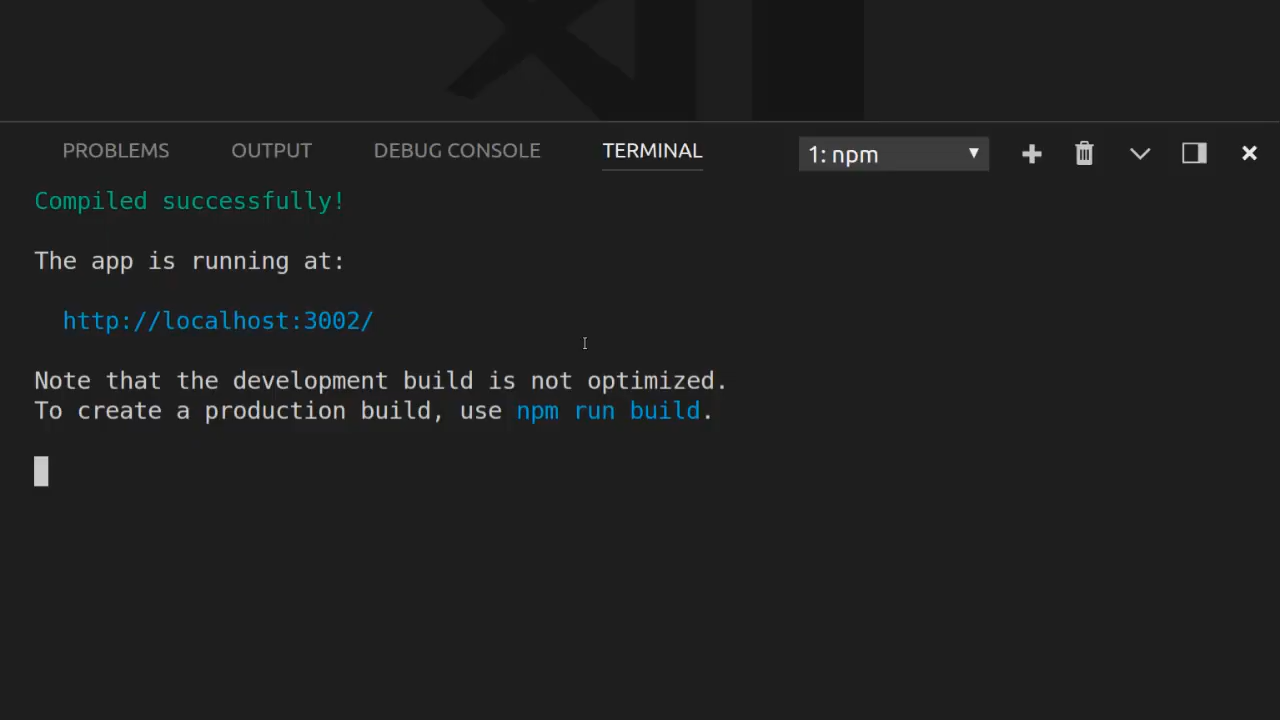 PROBLEMS OUTPUT DEBUG CONSOLE TERMINAL 1: npm
Compiled successfully!
The app is running at:
http://localhost:3002/
Note that the development build is not optimized.
To create a production build, use npm run build.